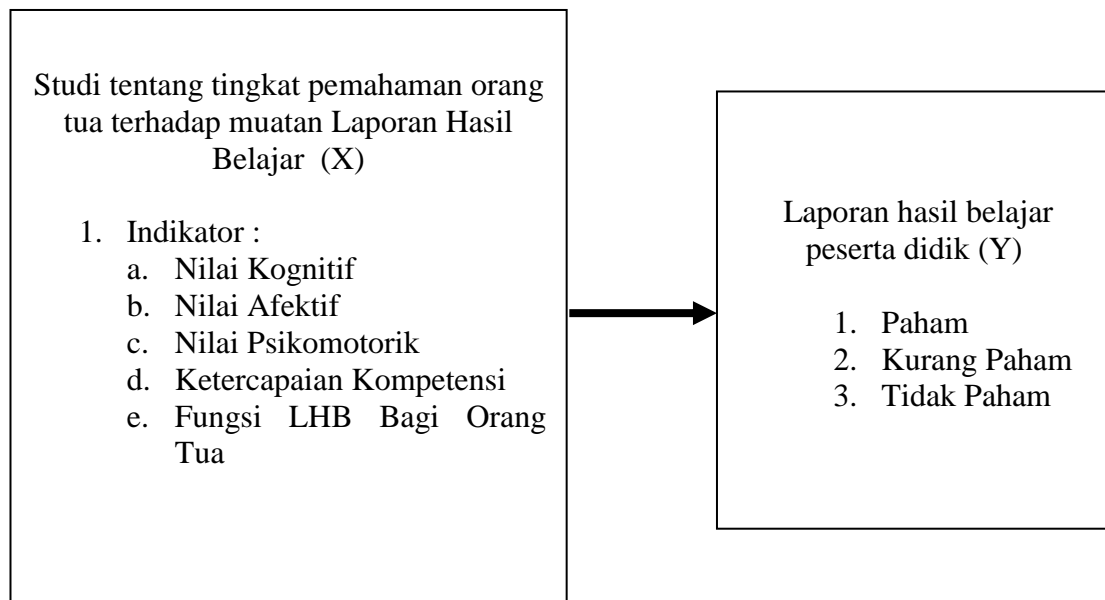 Studi tentang tingkat pemahaman orang
tua terhadap muatan Laporan Hasil
Belajar (X)
1. Indikator :
a. Nilai Kognitif
b. Nilai Afektif
c. Nilai Psikomotorik
d. Ketercapaian Kompetensi
e. Fungsi LHB Bagi Orang
Tua
Laporan hasil belajar
peserta didik (Y)
1. Paham
2. Kurang Paham
3. Tidak Paham